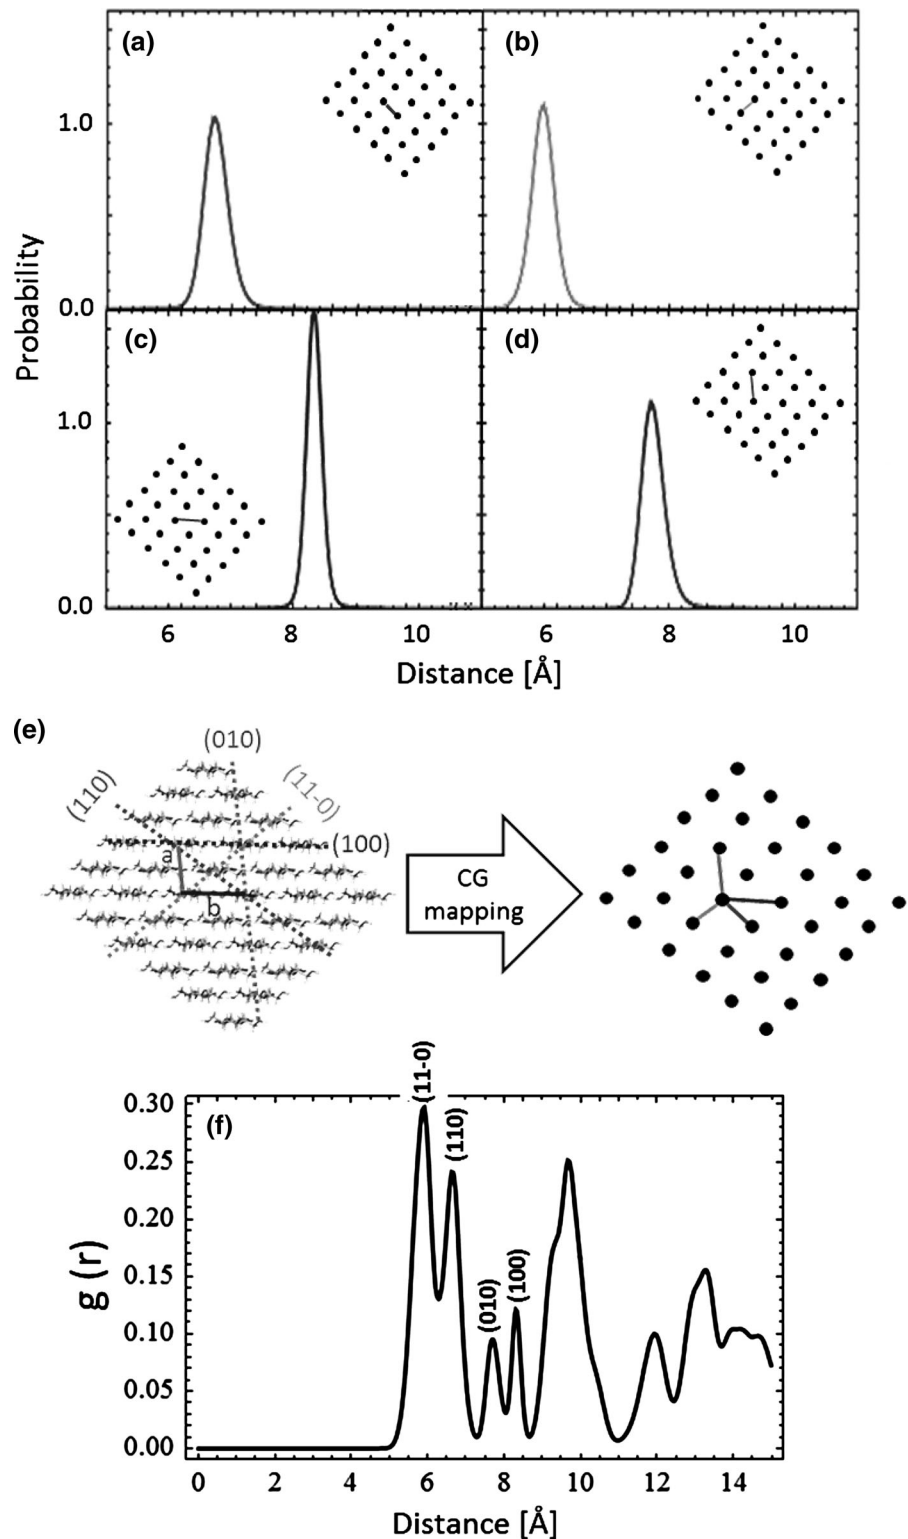 (a)
(b)
1.0
0.0
(c)
(d)
1.0
0.0
Probability
6 8 10 6 8 10
Distance [Å]
(e)
(010)
(110)
(11-0)
(100)
a
b
CG
mapping
(f)
(11-0)
(110)
(010)
(100)
0.30
0.25
0.20
0.15
0.10
0.05
0.00
g (r)
0 2 4 6 8 10 12 14
Distance [Å]